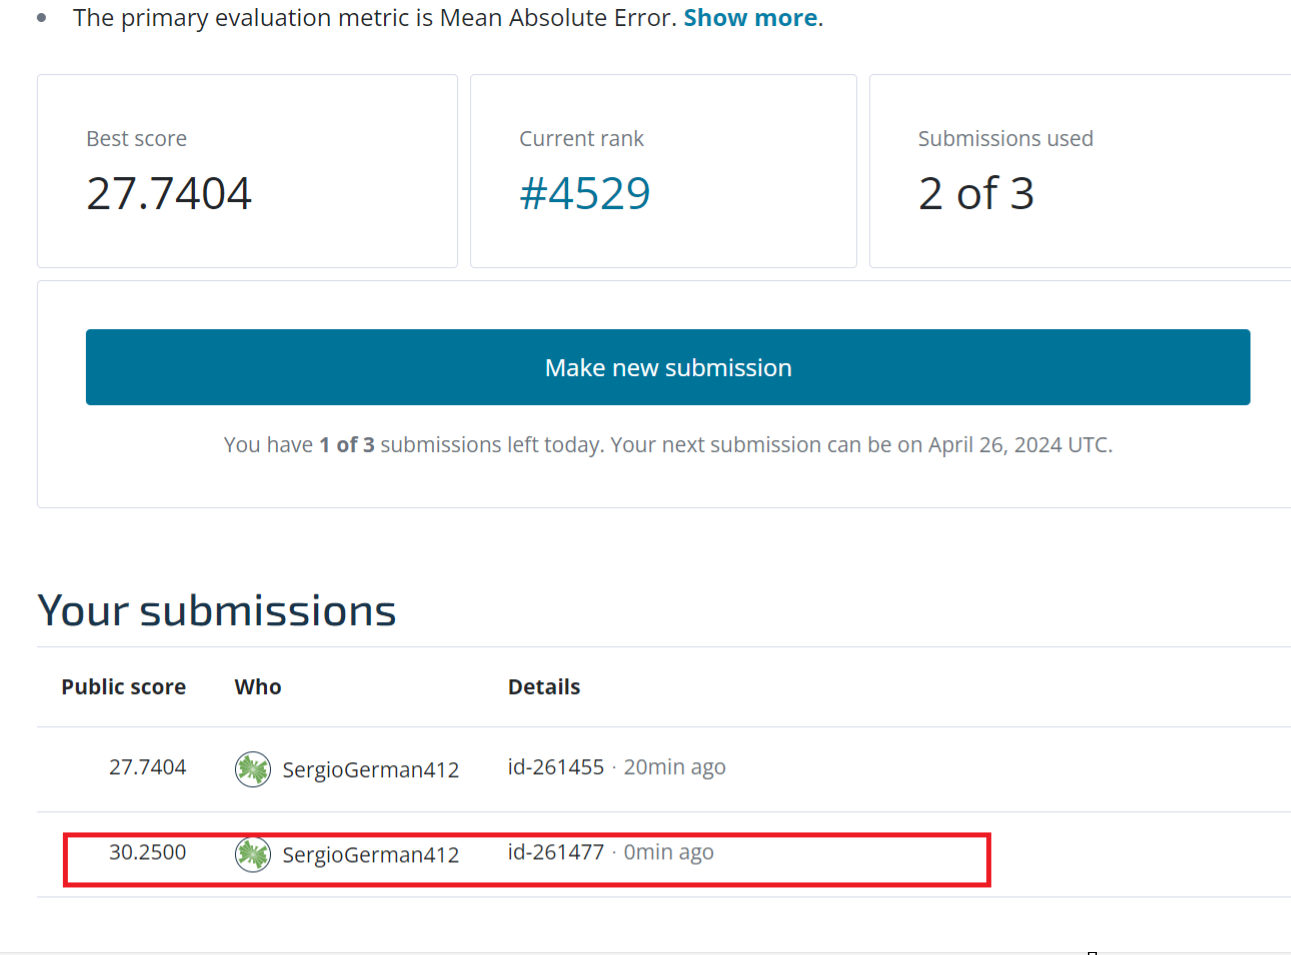 The primary evaluation metric is Mean Absolute Error. Show more.
Best score
27.7404
Current rank
#4529
Submissions used
2 of 3
Make new submission
You have 1 of 3 submissions left today. Your next submission can be on April 26, 2024 UTC.
Your submissions
Public score Who Details
27.7404 SergioGerman412 id-261455 · 20min ago
30.2500 SergioGerman412 id-261477 · 0min ago